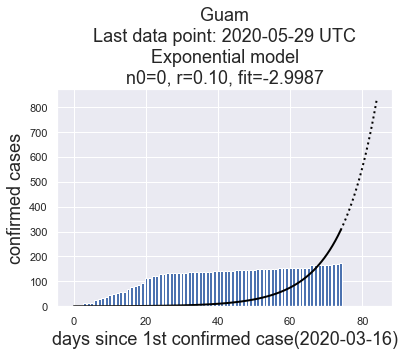 Guam
Last data point: 2020-05-29 UTC
Exponential model
n0=0, r=0.10, fit=-2.9987
confirmed cases
800
700
600
500
400
300
200
100
0
0 20 40 60 80
days since 1st confirmed case(2020-03-16)